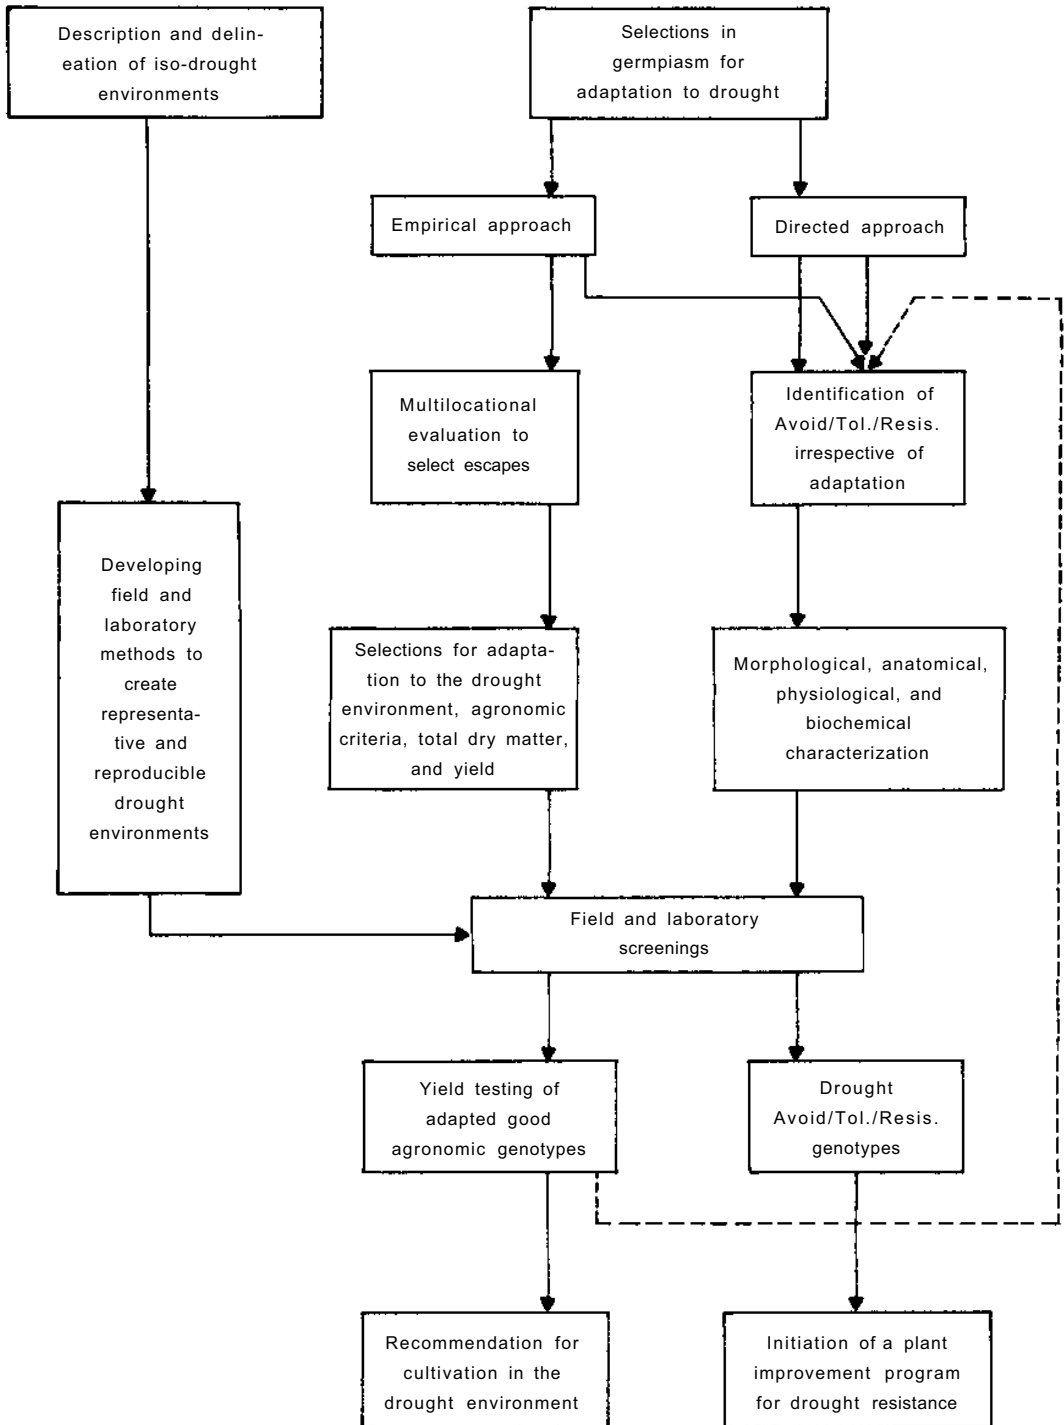 Description and delin-
eation of iso-drought
environments
Selections in
germpiasm for
adaptation to drought
Empirical approach
Directed approach
Multilocational
evaluation to
select escapes
Identification of
Avoid/Tol./Resis.
irrespective of
adaptation
Developing
field and
laboratory
methods to
create
representa-
tive and
reproducible
drought
environments
Selections for adapta-
tion to the drought
environment, agronomic
criteria, total dry matter,
and yield
Morphological, anatomical,
physiological, and
biochemical
characterization
Field and laboratory
screenings
Yield testing of
adapted good
agronomic genotypes
Drought
Avoid/Tol./Resis.
genotypes
Recommendation for
cultivation in the
drought environment
Initiation of a plant
improvement program
for drought resistance